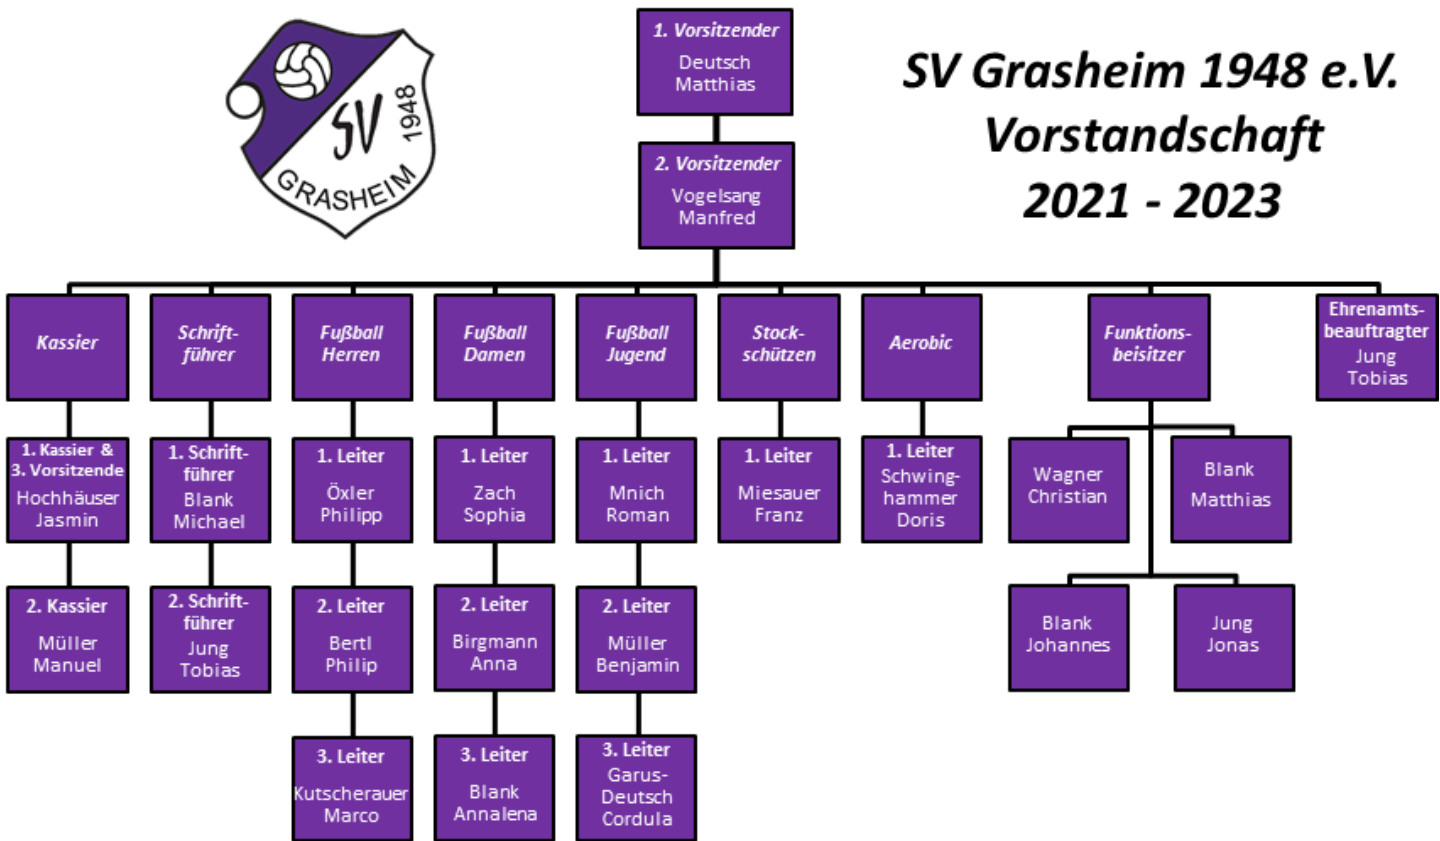 SV
1948
GRASHEIM
1. Vorsitzender
Deutsch
Matthias
SV Grasheim 1948 e.V.
Vorstandschaft
2021 - 2023
2. Vorsitzender
Vogelsang
Manfred
Kassier
Schrift-
führer
Fußball
Herren
Fußball
Damen
Fußball
Jugend
Stock-
schützen
Aerobic
Funktions-
beisitzer
Ehrenamts-
beauftragter
Jung
Tobias
1. Kassier &
3. Vorsitzende
Hochhäuser
Jasmin
1. Schrift-
führer
Blank
Michael
1. Leiter
Öxler
Philipp
1. Leiter
Zach
Sophia
1. Leiter
Mnich
Roman
1. Leiter
Miesauer
Franz
1. Leiter
Schwing-
hammer
Doris
Wagner
Christian
Blank
Matthias
2. Kassier
Müller
Manuel
2. Schrift-
führer
Jung
Tobias
2. Leiter
Bertl
Philip
2. Leiter
Birgmann
Anna
2. Leiter
Müller
Benjamin
Blank
Johannes
Jung
Jonas
3. Leiter
Kutscherauer
Marco
3. Leiter
Blank
Annalena
3. Leiter
Garus-
Deutsch
Cordula